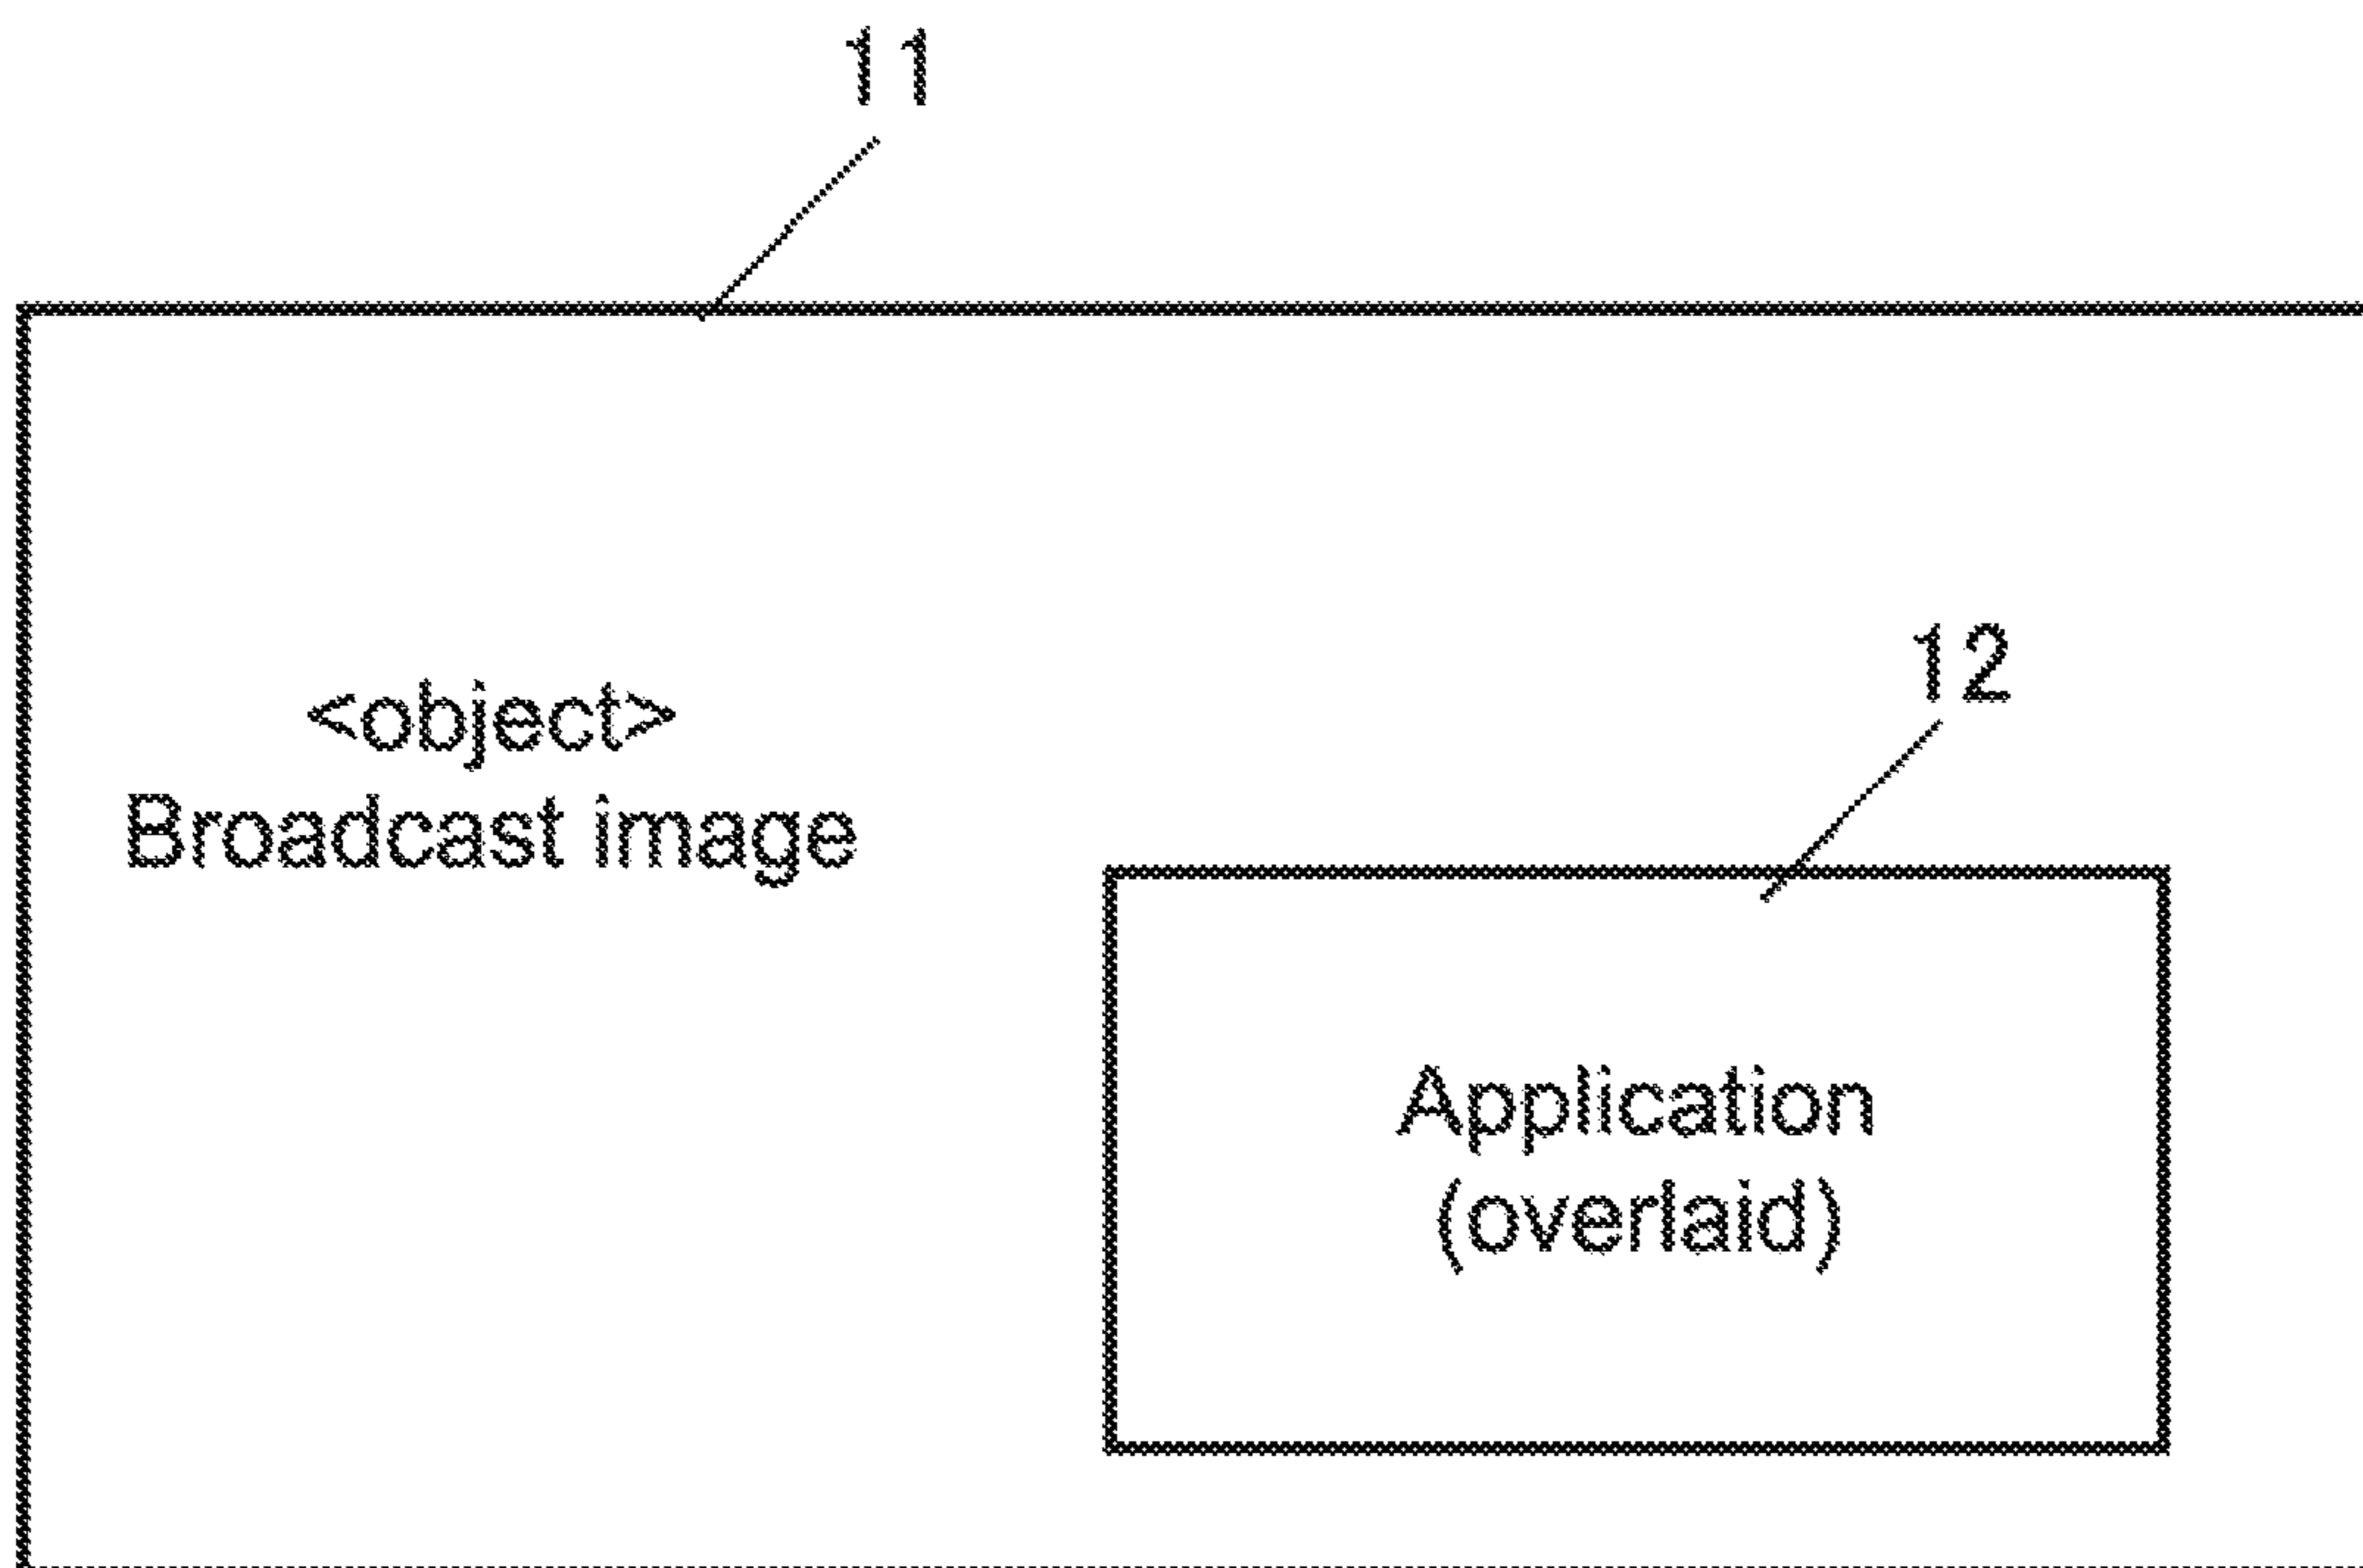 11
<object>
Broadcast image
12
Application
(overlaid)